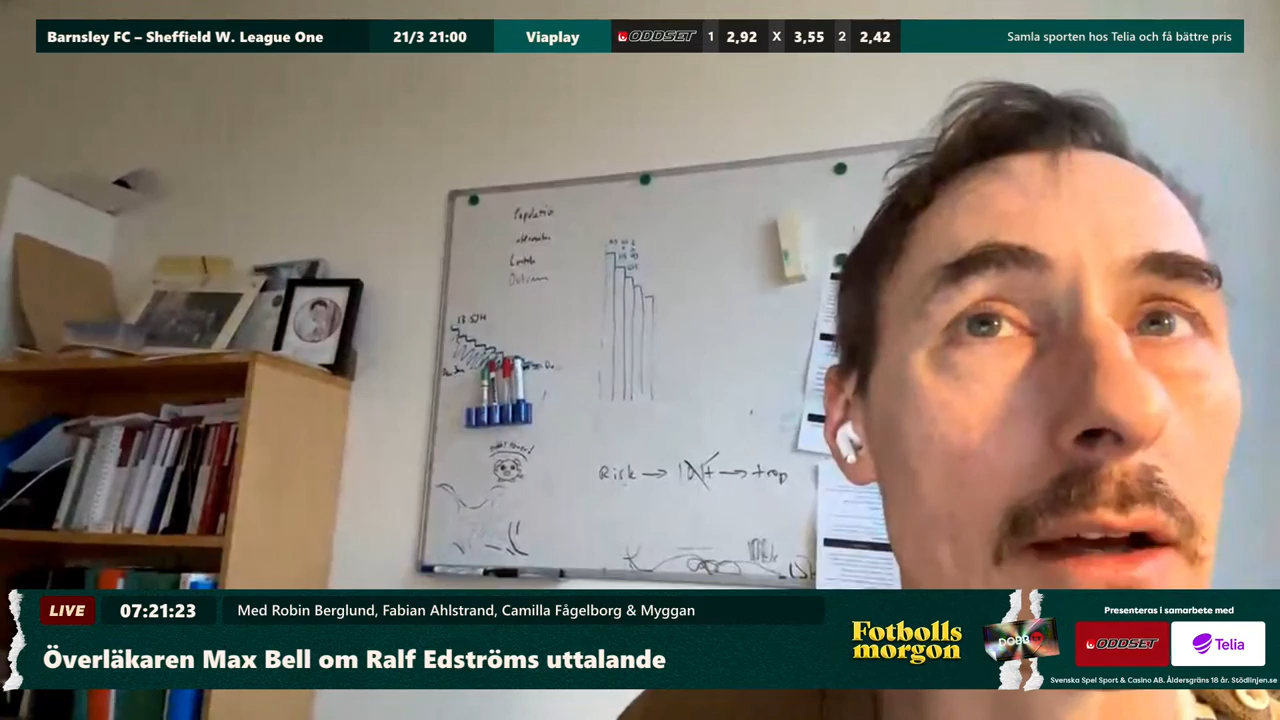 Barnsley FC – Sheffield W. League One
21/3 21:00
Viaplay
ODDSET 1 2,92 X 3,55 2 2,42
Samla sporten hos Telia och få bättre pris
Risk → → trap
LIVE
07:21:23
Med Robin Berglund, Fabian Ahlstrand, Camilla Fågelborg & Myggan
Överläkaren Max Bell om Ralf Edströms uttalande
Fotbolls
morgon
Presenteras i samarbete med
ODDSET
Telia
Svenska Spel Sport & Casino AB. Åldersgräns 18 år. Stödlinjen.se